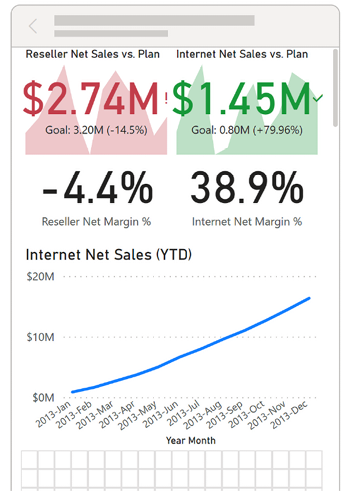 Reseller Net Sales vs. Plan
Internet Net Sales vs. Plan
$2.74M!
Goal: 3.20M (-14.5%)
$1.45M✓
Goal: 0.80M (+79.96%)
-4.4%
Reseller Net Margin %
38.9%
Internet Net Margin %
Internet Net Sales (YTD)
$20M
$10M
$0M
2013-Jan
2013-Feb
2013-Mar
2013-Apr
2013-May
2013-Jun
2013-Jul
2013-Aug
2013-Sep
2013-Oct
2013-Nov
2013-Dec
Year Month